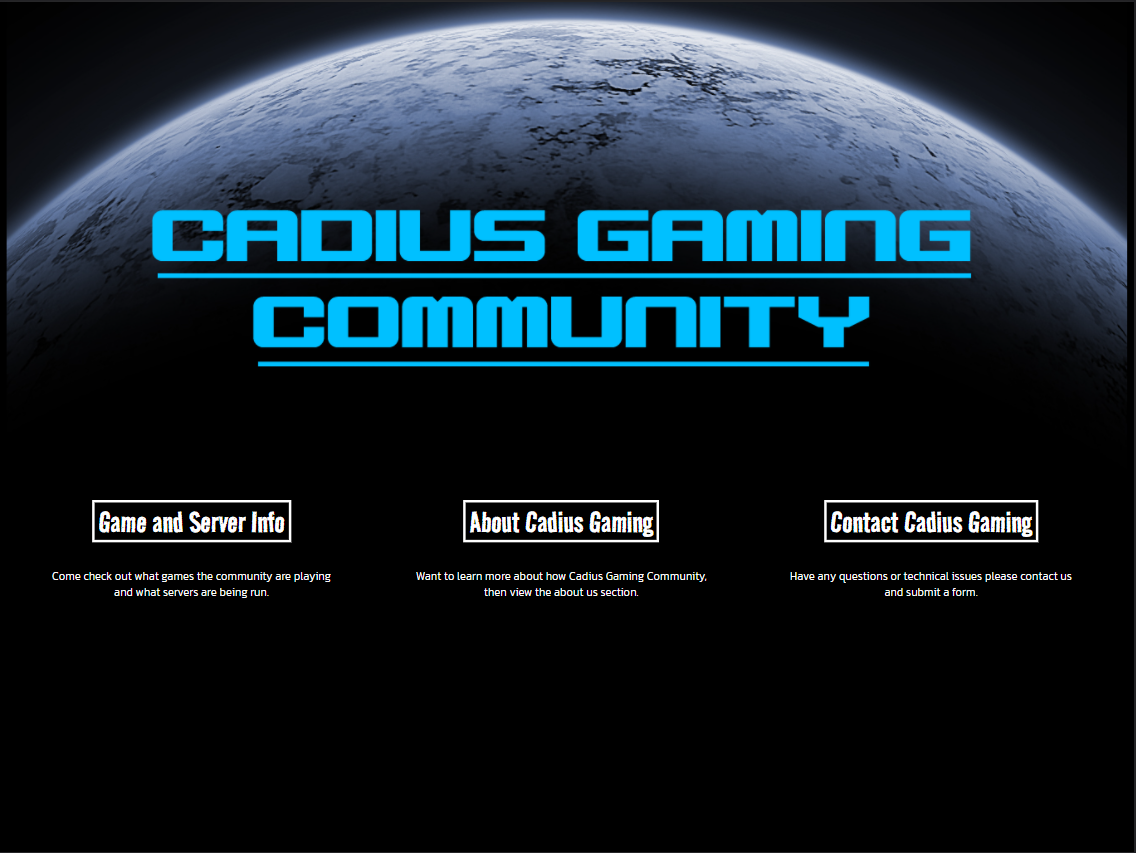 CADIUS GAMING
COMMUNITY
Game and Server Info
Come check out what games the community are playing
and what servers are being run.
About Cadius Gaming
Want to learn more about how Cadius Gaming Community,
then view the about us section.
Contact Cadius Gaming
Have any questions or technical issues please contact us
and submit a form.